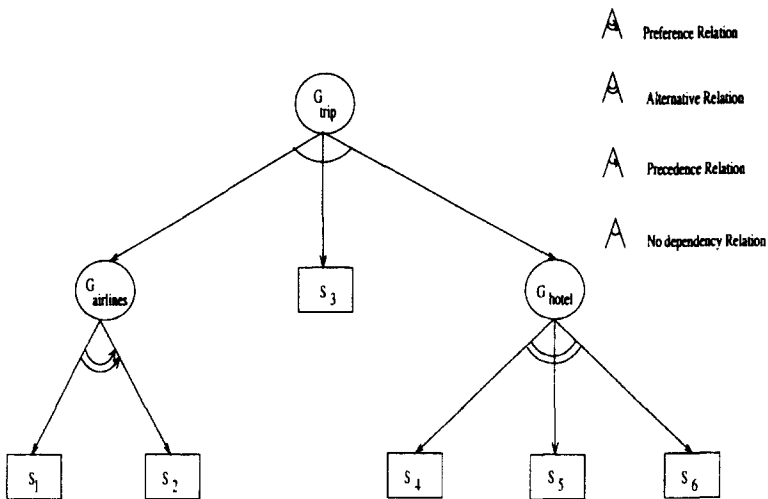 Preference Relation
Alternative Relation
Precedence Relation
No dependency Relation
G trip
G airlines
S 3
G hotel
S 1
S 2
S 4
S 5
S 6